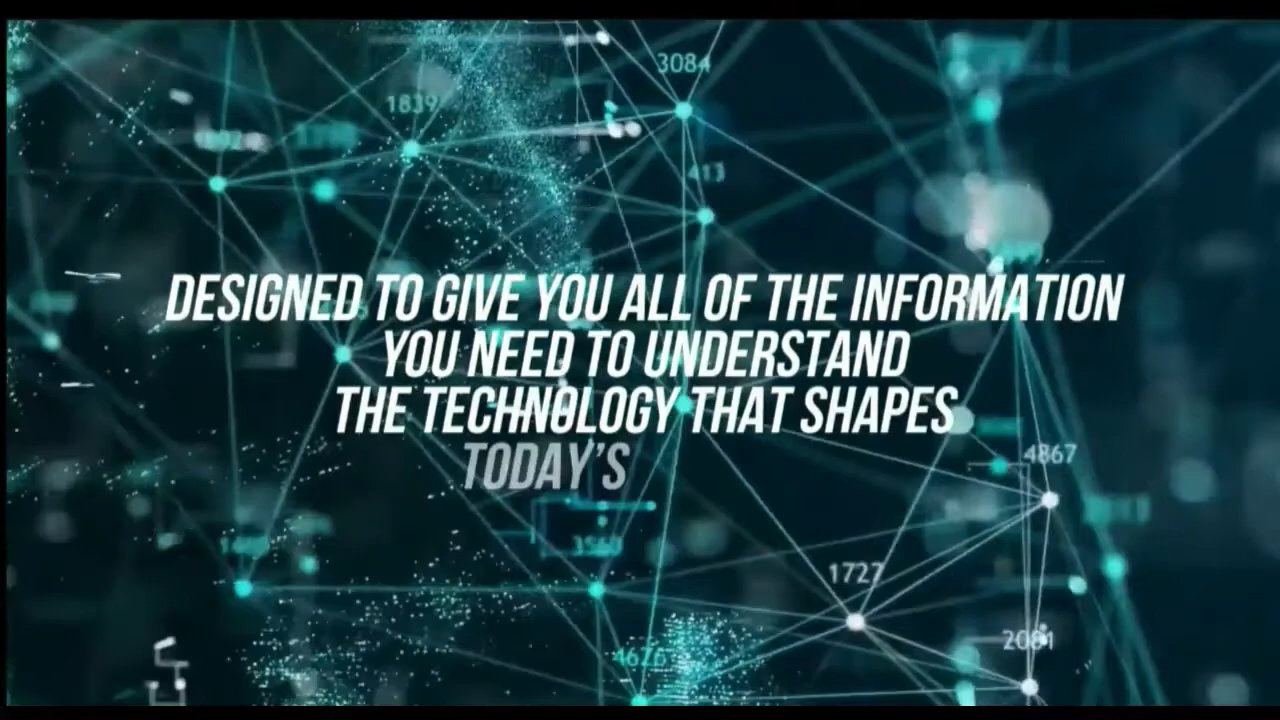 3084
1839
413
DESIGNED TO GIVE YOU ALL OF THE INFORMATION
YOU NEED TO UNDERSTAND
THE TECHNOLOGY THAT SHAPES
TODAY'S
4867
1727
2081